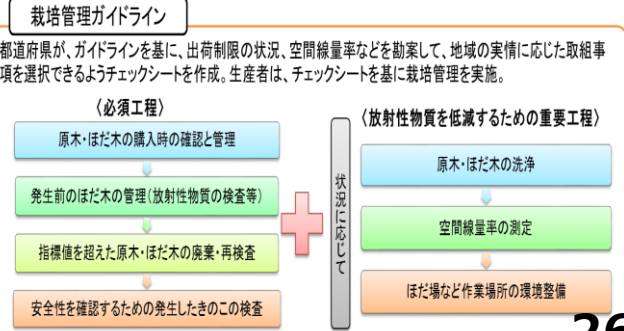 栽培管理ガイドライン
都道府県が、ガイドラインを基に、出荷制限の状況、空間線量率などを勘案して、地域の実情に応じた取組事
項を選択できるようチェックシートを作成。生産者は、チェックシートを基に栽培管理を実施。
〈必須工程〉
原木・ほだ木の購入時の確認と管理
発生前のほだ木の管理(放射性物質の検査等)
指標値を超えた原木・ほだ木の廃棄・再検査
安全性を確認するための発生したきのこの検査
状況に応じて
〈放射性物質を低減するための重要工程〉
原木・ほだ木の洗浄
空間線量率の測定
ほだ場など作業場所の環境整備
26